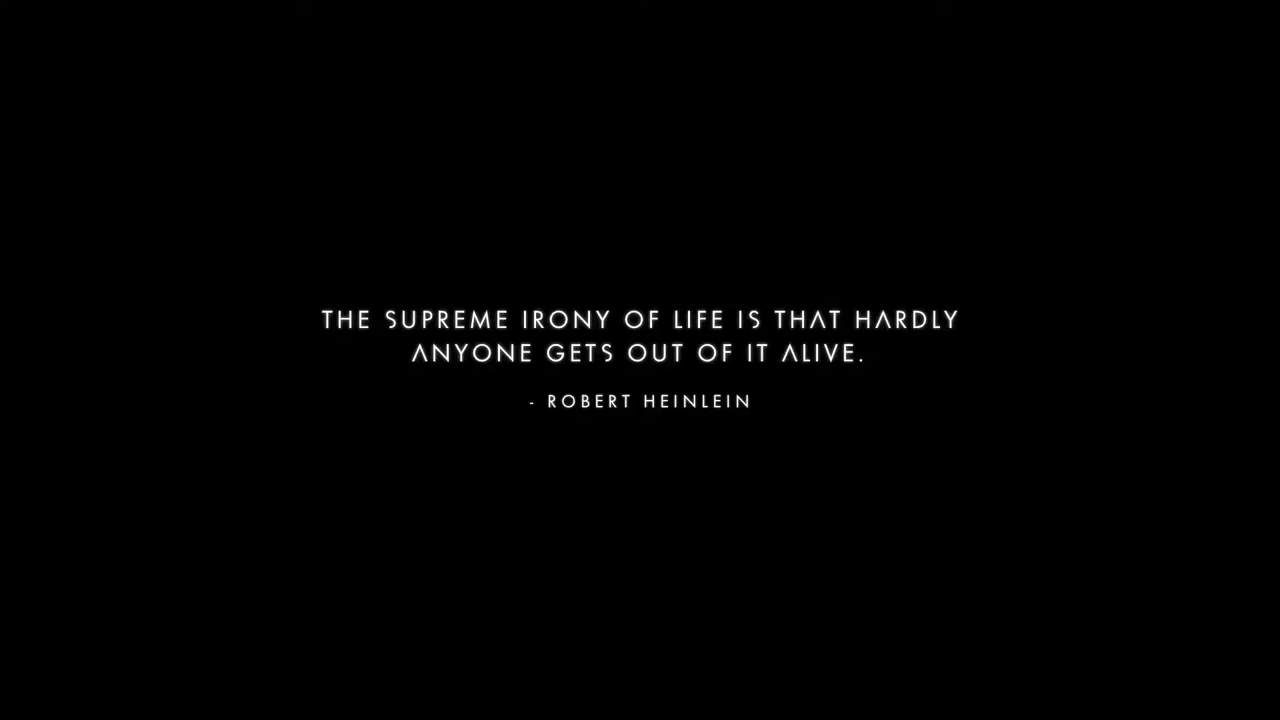 THE SUPREME IRONY OF LIFE IS THAT HARDLY
ANYONE GETS OUT OF IT ALIVE.
- ROBERT HEINLEIN